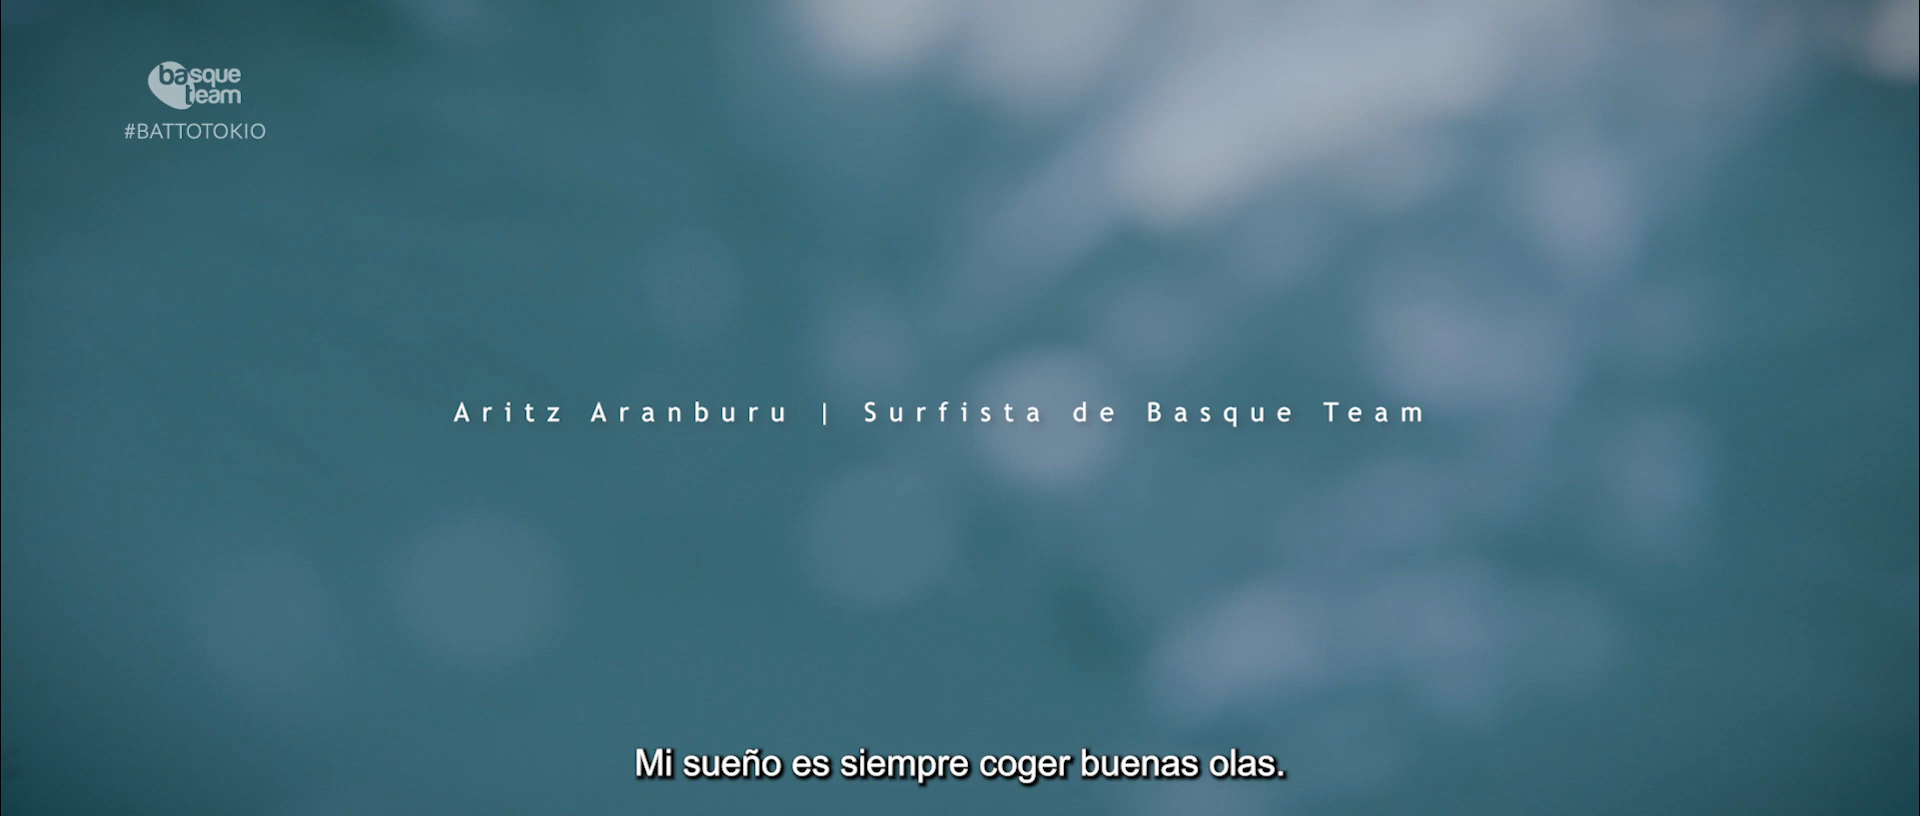 basque
team
#BATTOTOKIO
Aritz Aranburu | Surfista de Basque Team
Mi sueño es siempre coger buenas olas.